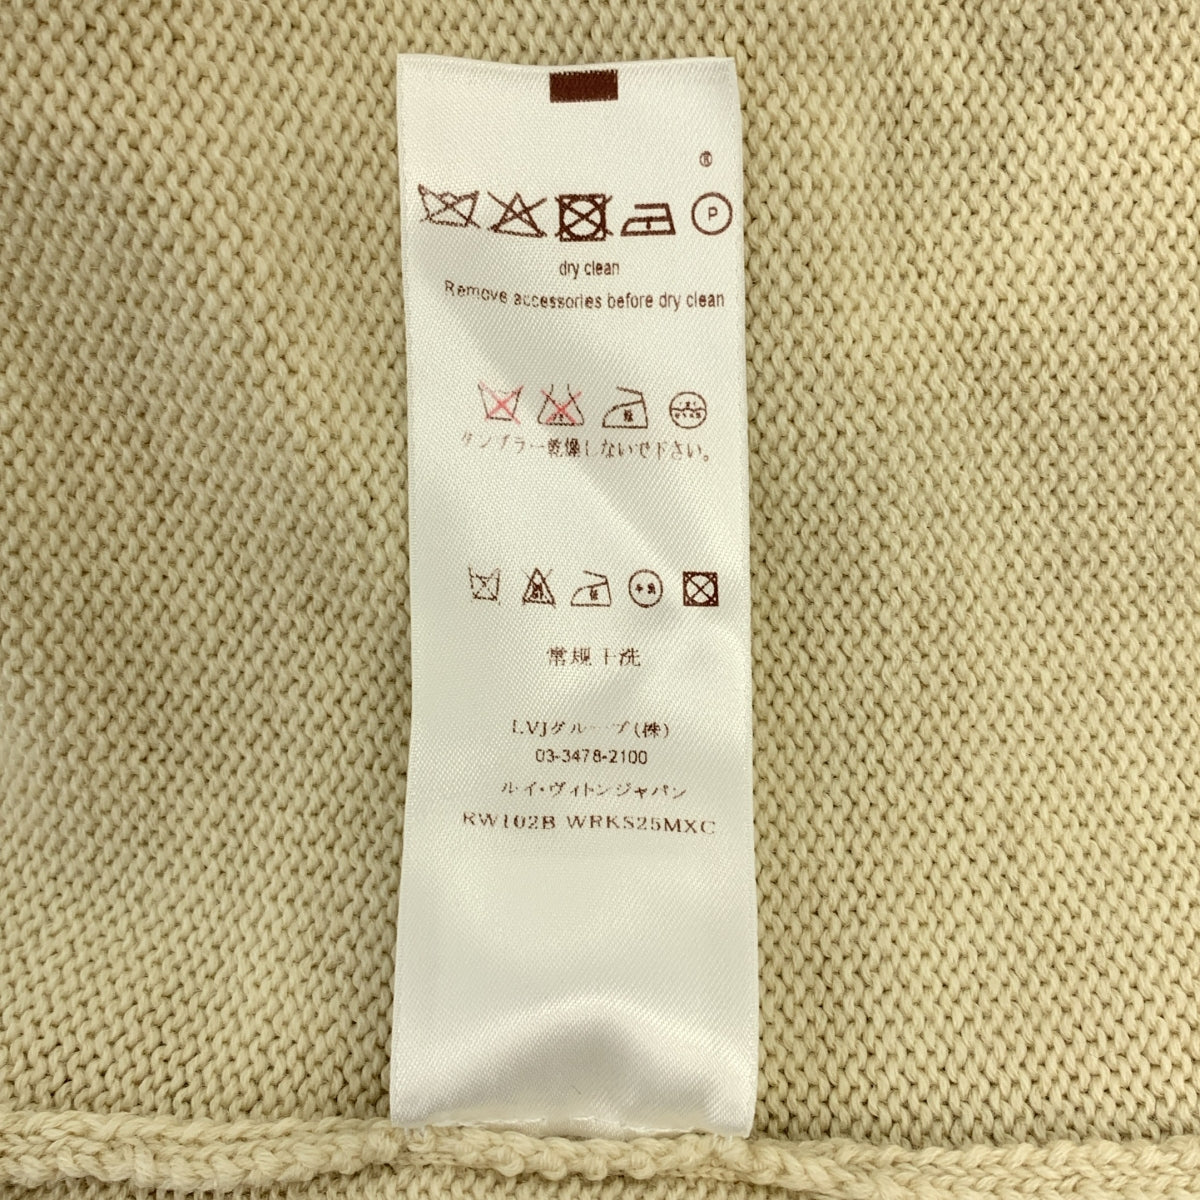 ®
P
dry clean
Remove accessories before dry clean
タンブラー乾燥しないで下さい。
常规干洗
LVJグループ(株)
03-3478-2100
ルイ・ヴィトンジャパン
RW102B WRKS25MXC